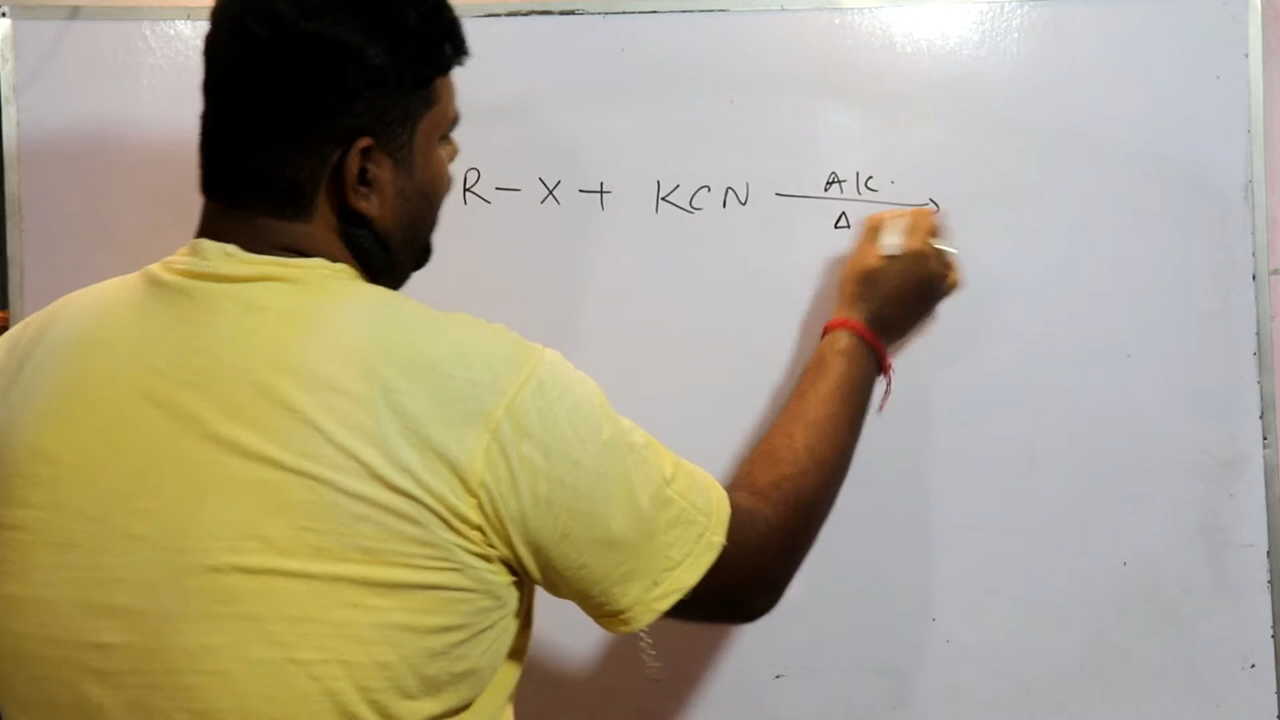 R - X + KCN ⟶
Alc.
Δ